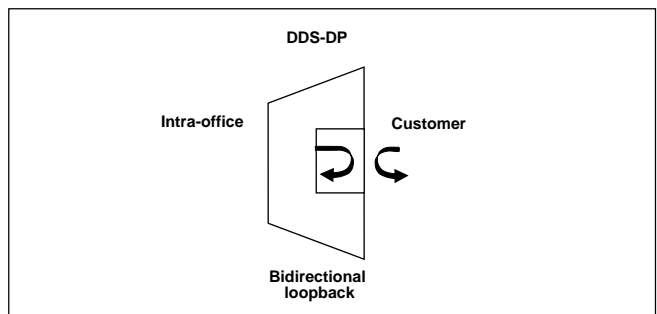 DDS-DP
Intra-office
Customer
Bidirectional
loopback